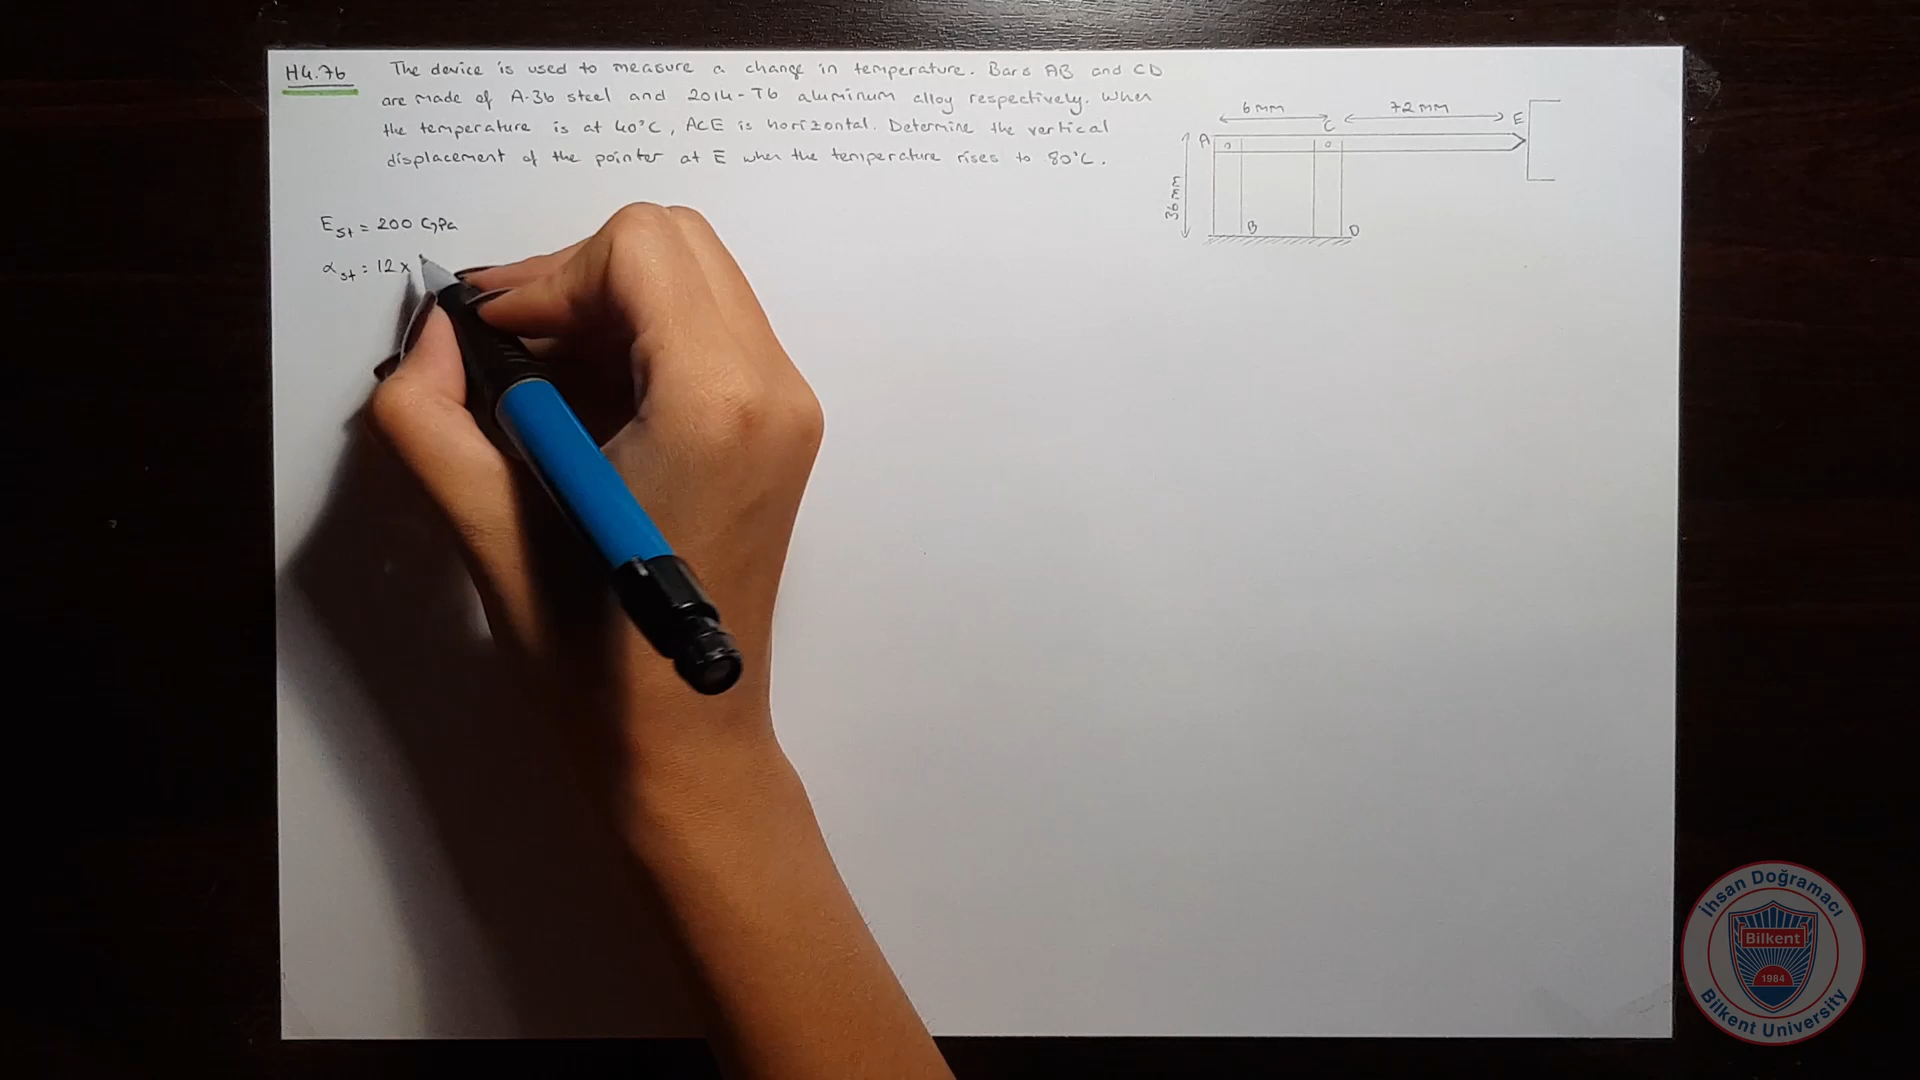 H4.76
The device is used to measure a change in temperature. Bars AB and CD
are made of A-36 steel and 2014-T6 aluminum alloy respectively. When
the temperature is at 40°C, ACE is horizontal. Determine the vertical
displacement of the pointer at E when the temperature rises to 80°C.
6 mm
72 mm
A
C
E
36 mm
B
D
E st = 200 GPa
α st = 12 x
İhsan Doğramacı
Bilkent
1984
Bilkent University